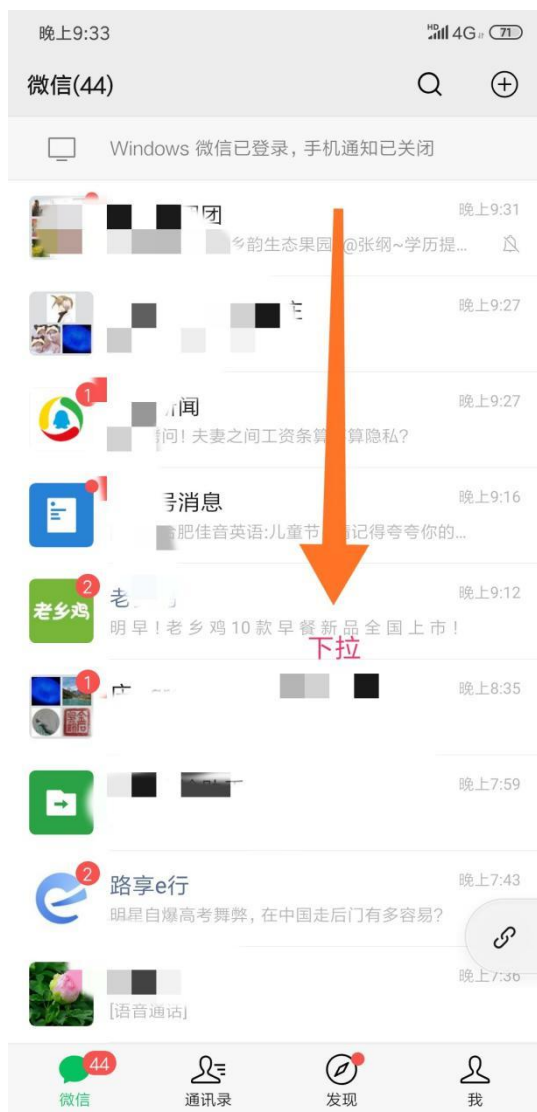 晚上9:33
HD 4G 71
微信(44)
Windows 微信已登录，手机通知已关闭
团
晚上9:31
乡韵生态果园 @张纲~学历提...
晚上9:27
1
闻
晚上9:27
问！夫妻之间工资条算 算隐私?
号消息
晚上9:16
合肥佳音英语:儿童节 请记得夸夸你的...
老乡鸡
2
老
晚上9:12
明早！老乡鸡10款早餐新品全国上市！
下拉
1
晚上8:35
晚上7:59
2
路享e行
晚上7:43
明星自爆高考舞弊，在中国走后门有多容易?
晚上7:36
[语音通话]
44
微信
通讯录
发现
我